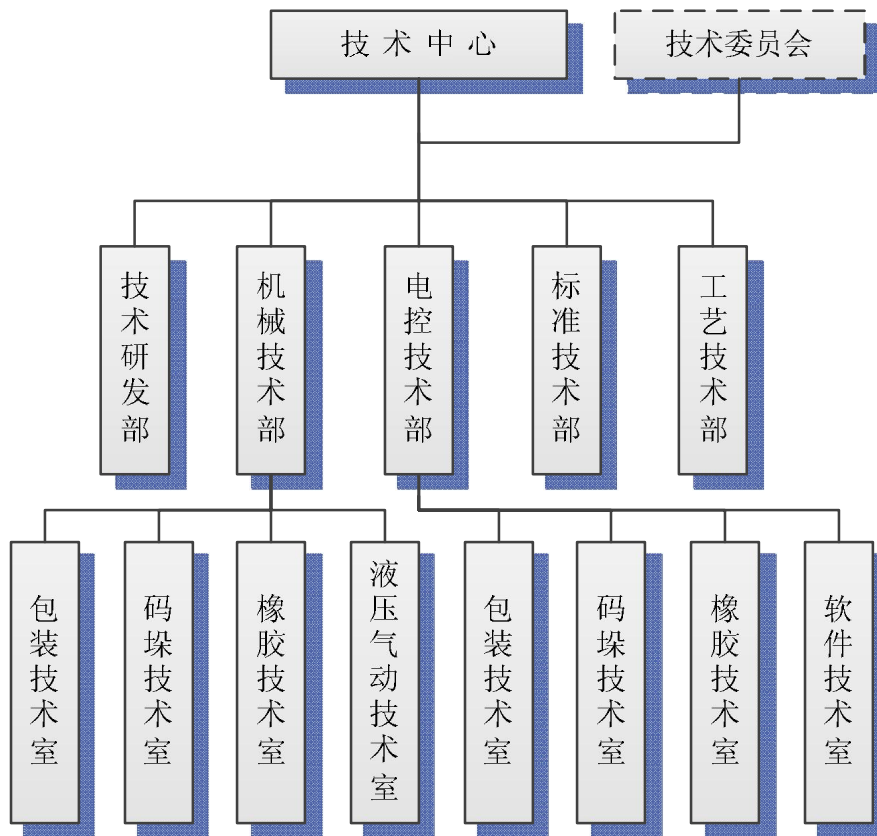 技术中心
技术委员会
技术研发部
机械技术部
电控技术部
标准技术部
工艺技术部
包装技术室
码垛技术室
橡胶技术室
液压气动技术室
包装技术室
码垛技术室
橡胶技术室
软件技术室